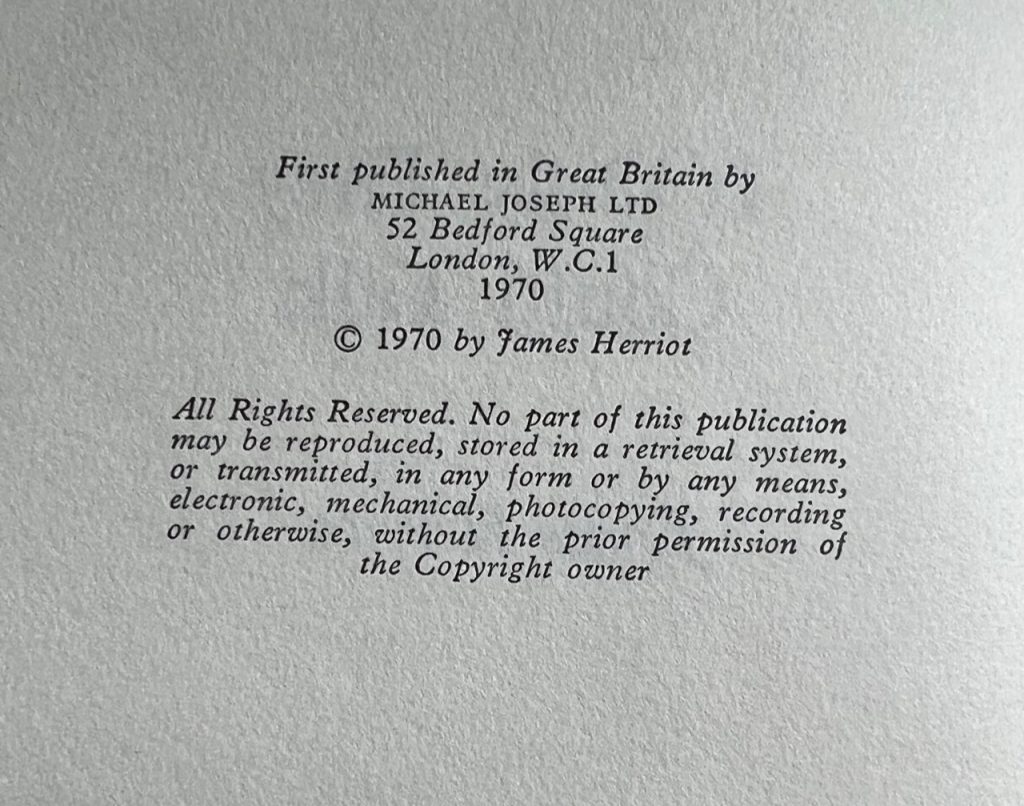 First published in Great Britain by
MICHAEL JOSEPH LTD
52 Bedford Square
London, W.C.1
1970
© 1970 by James Herriot
All Rights Reserved. No part of this publication
may be reproduced, stored in a retrieval system,
or transmitted, in any form or by any means,
electronic, mechanical, photocopying, recording
or otherwise, without the prior permission of
the Copyright owner